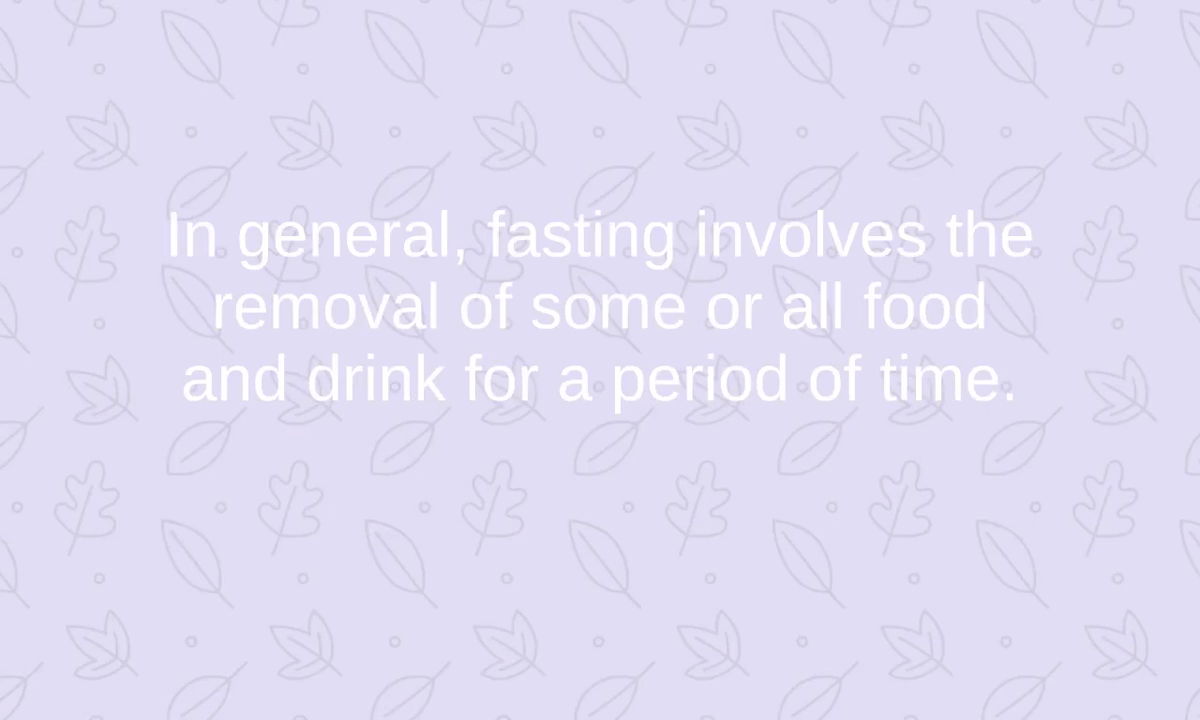 In general, fasting involves the
removal of some or all food
and drink for a period of time.